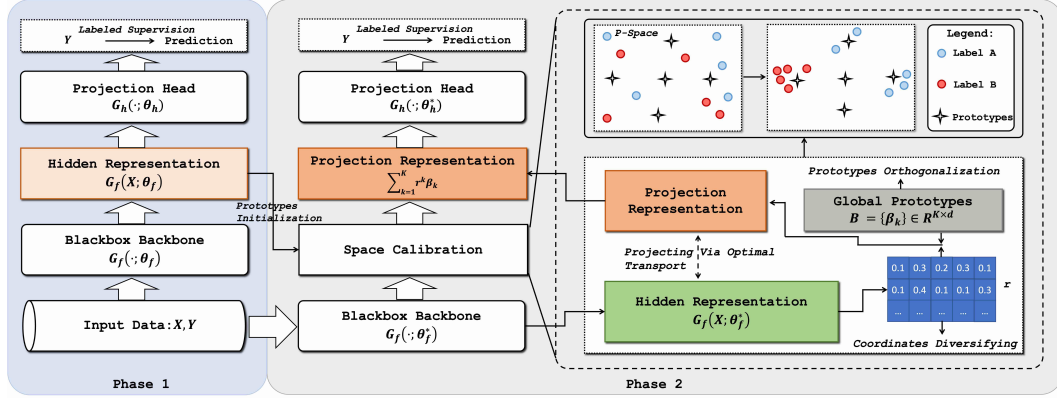 Labeled Supervision
Y Prediction
Projection Head
G_h(·; θ_h)
Hidden Representation
G_f(X; θ_f)
Blackbox Backbone
G_f(·; θ_f)
Input Data: X, Y
Phase 1
Prototypes
Initialization
Labeled Supervision
Y Prediction
Projection Head
G_h(·; θ_h^*)
Projection Representation
∑_{k=1}^{K} r^k β_k
Space Calibration
Blackbox Backbone
G_f(·; θ_f^*)
Phase 2
P-Space
Legend:
Label A
Label B
Prototypes
Prototypes Orthogonalization
Projection
Representation
Global Prototypes
B = {β_k} ∈ R^{K×d}
Projecting Via Optimal
Transport
Hidden Representation
G_f(X; θ_f^*)
0.1 0.3 0.2 0.3 0.1
0.1 0.4 0.1 0.1 0.3
... ... ... ... ...
r
Coordinates Diversifying